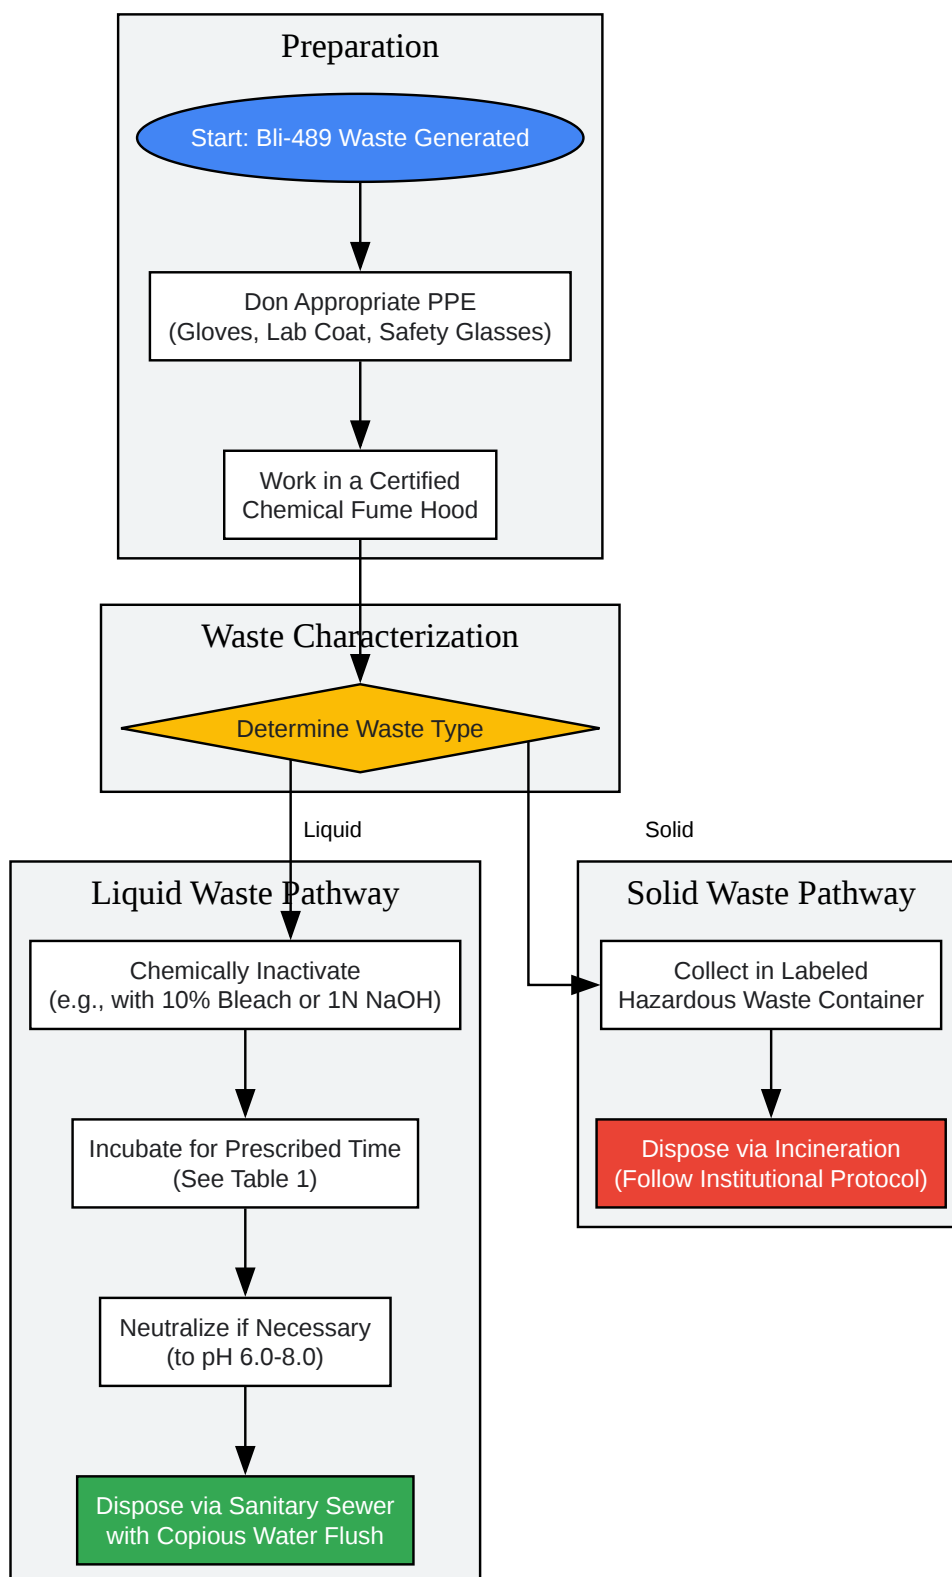 Preparation
Start: Bli-489 Waste Generated
Don Appropriate PPE
(Gloves, Lab Coat, Safety Glasses)
Work in a Certified
Chemical Fume Hood
Waste Characterization
Determine Waste Type
Liquid
Solid
Liquid Waste Pathway
Chemically Inactivate
(e.g., with 10% Bleach or 1N NaOH)
Incubate for Prescribed Time
(See Table 1)
Neutralize if Necessary
(to pH 6.0-8.0)
Dispose via Sanitary Sewer
with Copious Water Flush
Solid Waste Pathway
Collect in Labeled
Hazardous Waste Container
Dispose via Incineration
(Follow Institutional Protocol)